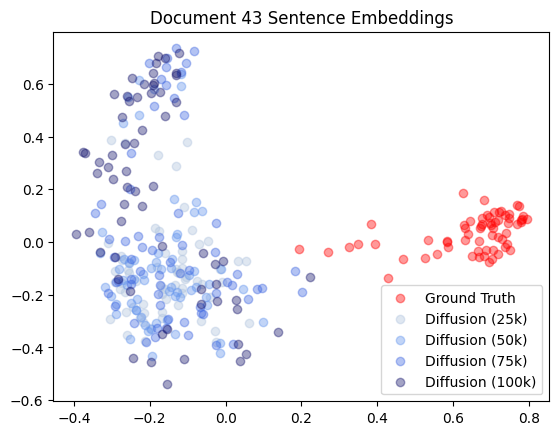 Document 43 Sentence Embeddings
0.6
0.4
0.2
0.0
−0.2
−0.4
−0.6
Ground Truth
Diffusion (25k)
Diffusion (50k)
Diffusion (75k)
Diffusion (100k)
−0.4 −0.2 0.0 0.2 0.4 0.6 0.8